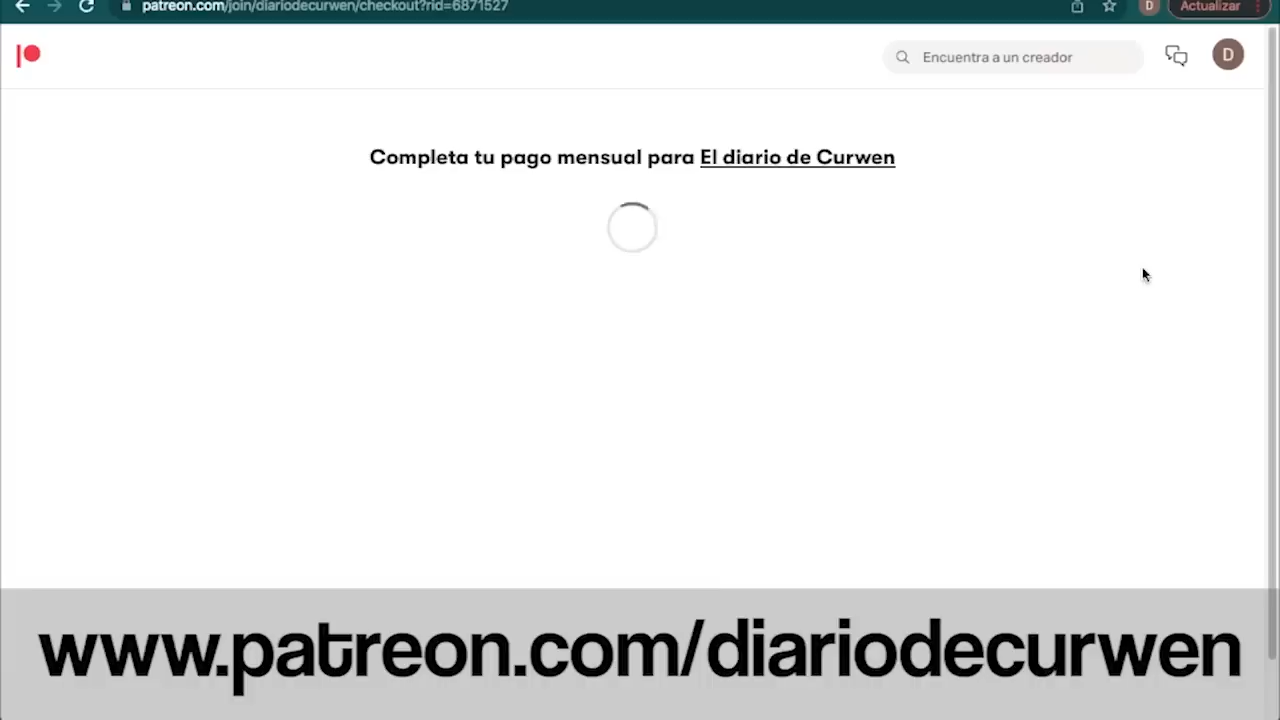 patreon.com/join/diariodecurwen/checkout?rid=6871527
D
Actualizar
Encuentra a un creador
D
Completa tu pago mensual para El diario de Curwen
www.patreon.com/diariodecurwen